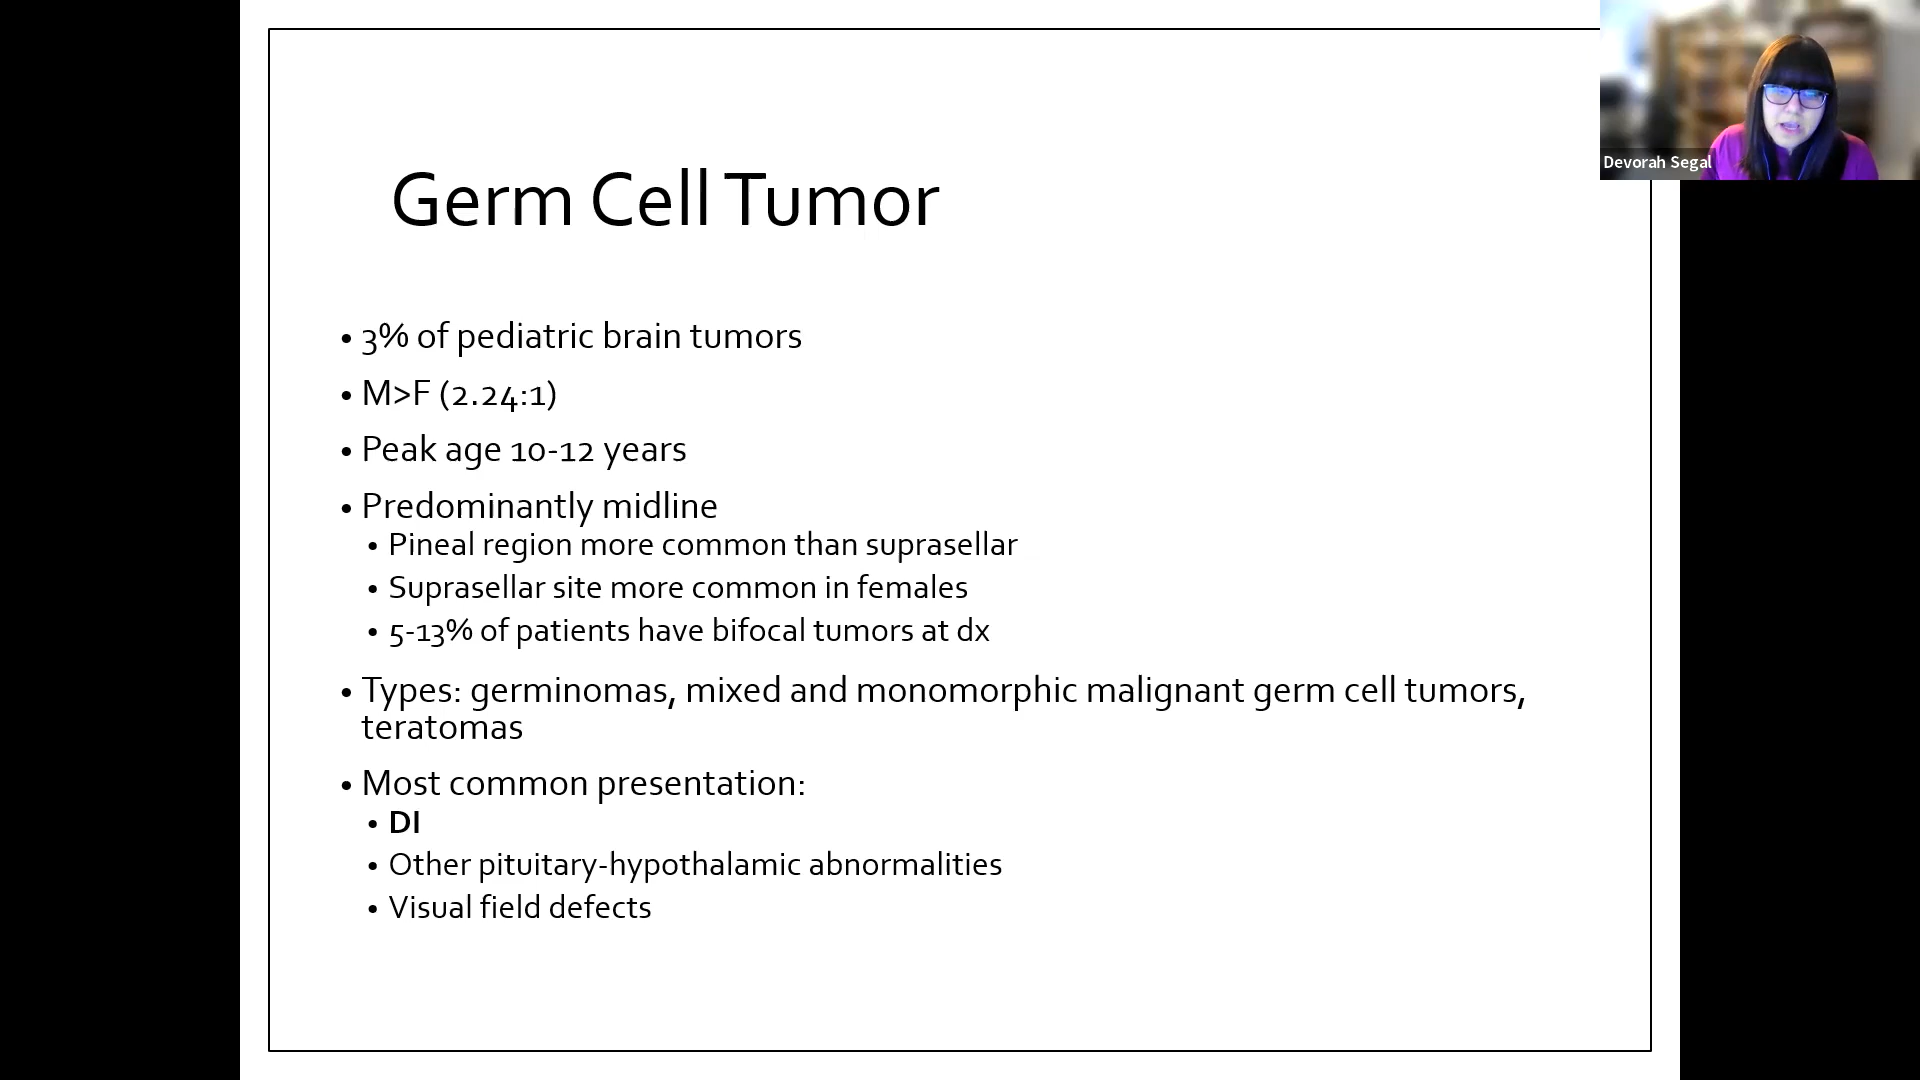 Germ Cell Tumor
• 3% of pediatric brain tumors
• M>F (2.24:1)
• Peak age 10-12 years
• Predominantly midline
• Pineal region more common than suprasellar
• Suprasellar site more common in females
• 5-13% of patients have bifocal tumors at dx
• Types: germinomas, mixed and monomorphic malignant germ cell tumors,
teratomas
• Most common presentation:
• DI
• Other pituitary-hypothalamic abnormalities
• Visual field defects
Devorah Segal